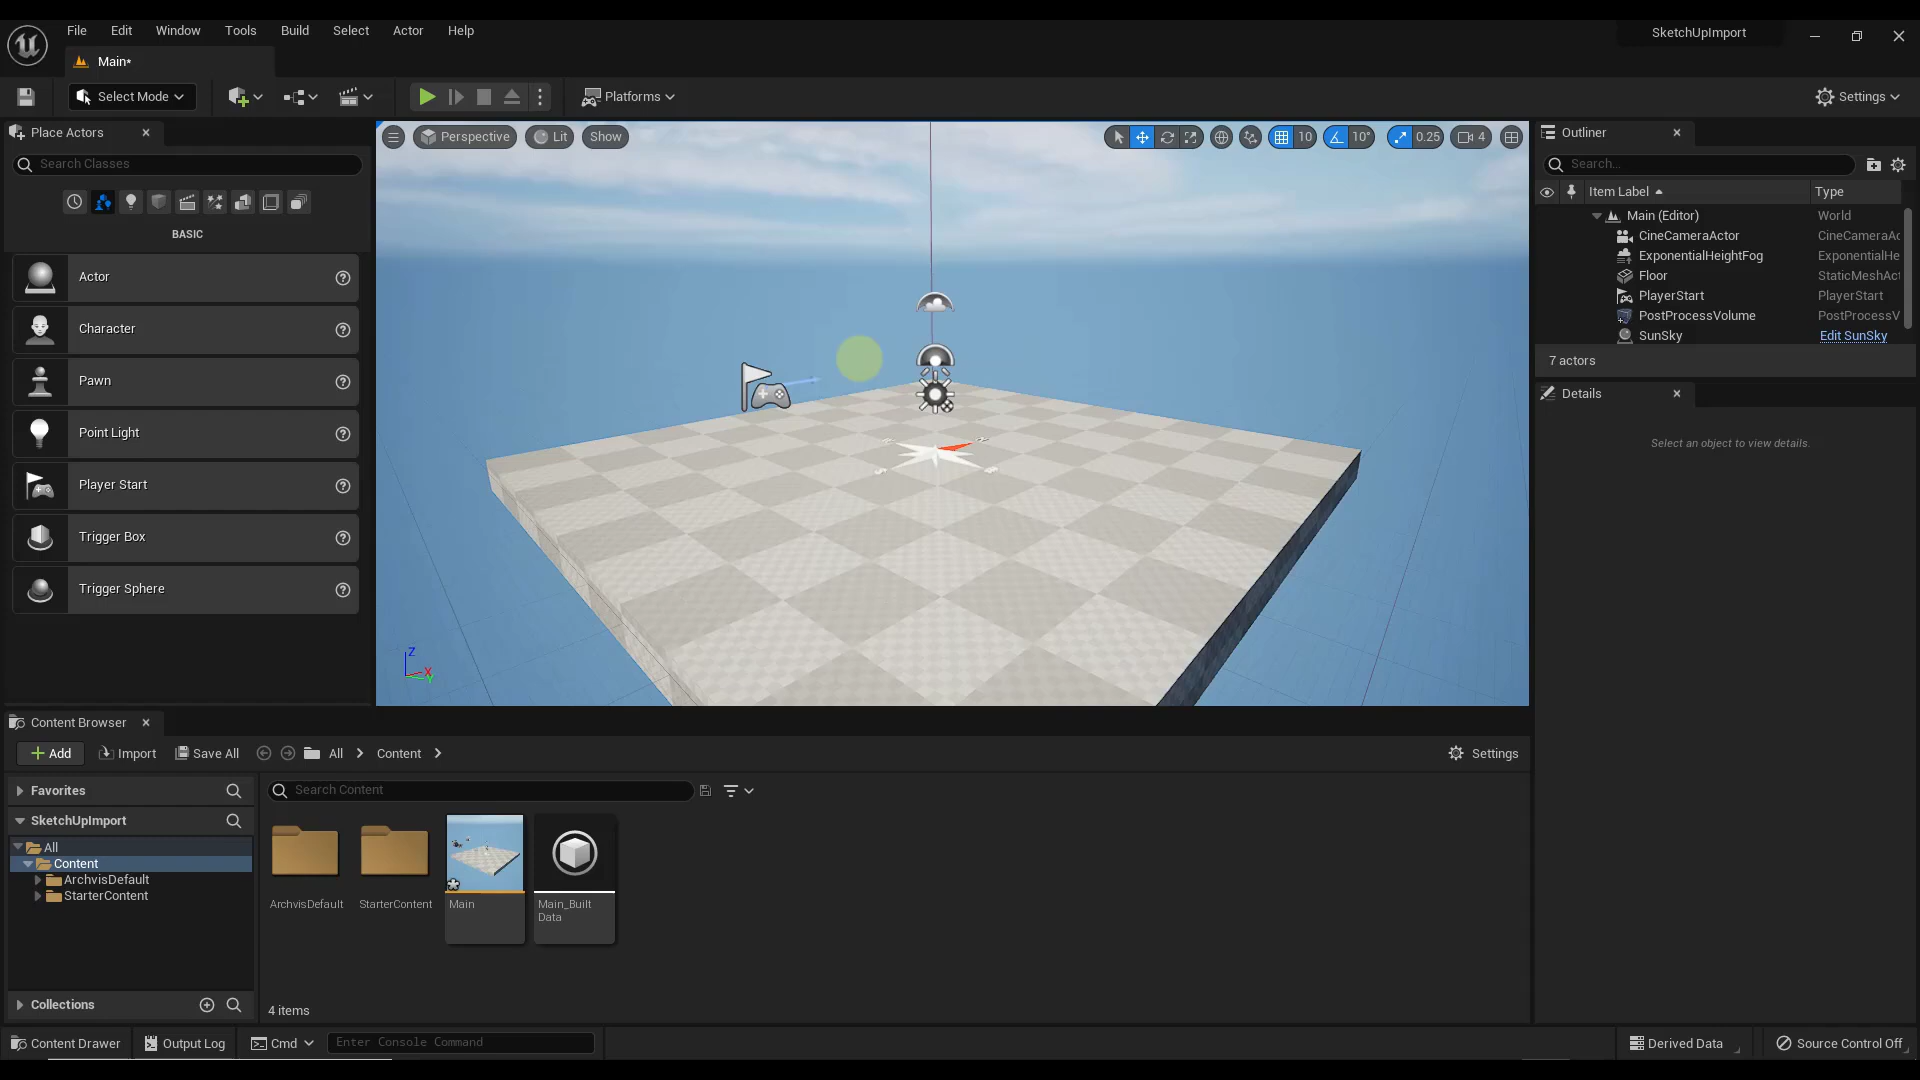 File Edit Window Tools Build Select Actor Help
SketchUpImport
Main*
Select Mode
Platforms
Settings
Place Actors
Search Classes
BASIC
Actor
Character
Pawn
Point Light
Player Start
Trigger Box
Trigger Sphere
Perspective Lit Show
10 10° 0.25 4
Z
X
Y
Outliner
Search...
Item Label Type
Main (Editor) World
CineCameraActor CineCameraAc
ExponentialHeightFog ExponentialHe
Floor StaticMeshAct
PlayerStart PlayerStart
PostProcessVolume PostProcessV
SunSky Edit SunSky
7 actors
Details
Select an object to view details.
Content Browser
Add Import Save All All Content Settings
Favorites
SketchUpImport
All
Content
ArchvisDefault
StarterContent
Collections
Search Content
ArchvisDefault StarterContent Main Main_Built
Data
4 items
Content Drawer Output Log Cmd Enter Console Command Derived Data Source Control Off